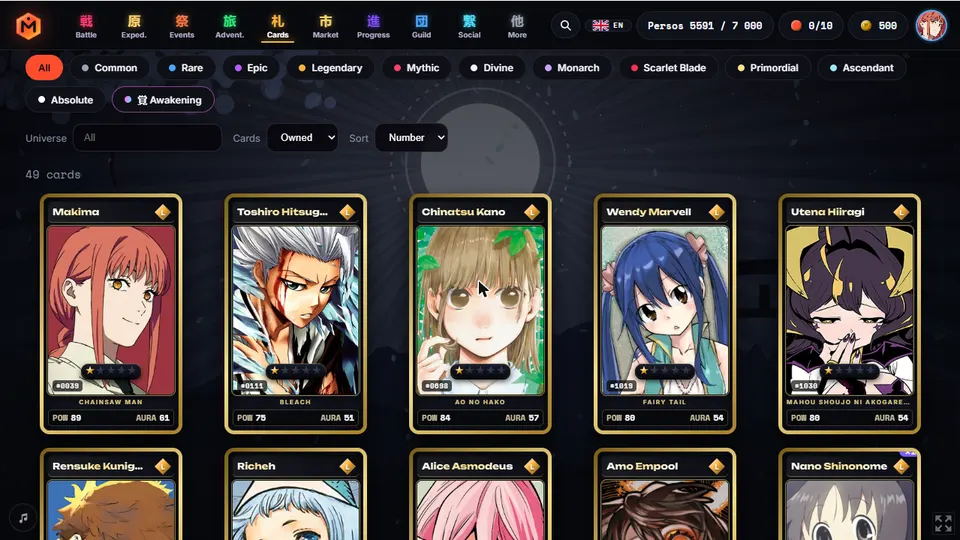 戦 原 祭 旅 札 市 進 団 繋 他
Battle Exped. Events Advent. Cards Market Progress Guild Social More
EN Persos 5591 / 7 000 0/10 500
All Common Rare Epic Legendary Mythic Divine Monarch Scarlet Blade Primordial Ascendant
Absolute 覚 Awakening
Universe All Cards Owned Sort Number
49 cards
Makima L Toshiro Hitsug... L Chinatsu Kano L Wendy Marvell L Utena Hiiragi L
#0039 #0111 #0698 #1019 #1030
CHAINSAW MAN BLEACH AO NO HAKO FAIRY TAIL MAHOU SHOUJO NI AKOGARE...
POW 89 AURA 61 POW 75 AURA 51 POW 84 AURA 57 POW 80 AURA 54 POW 80 AURA 54
Rensuke Kunig... L Richeh L Alice Asmodeus L Amo Empool L Nano Shinonome L